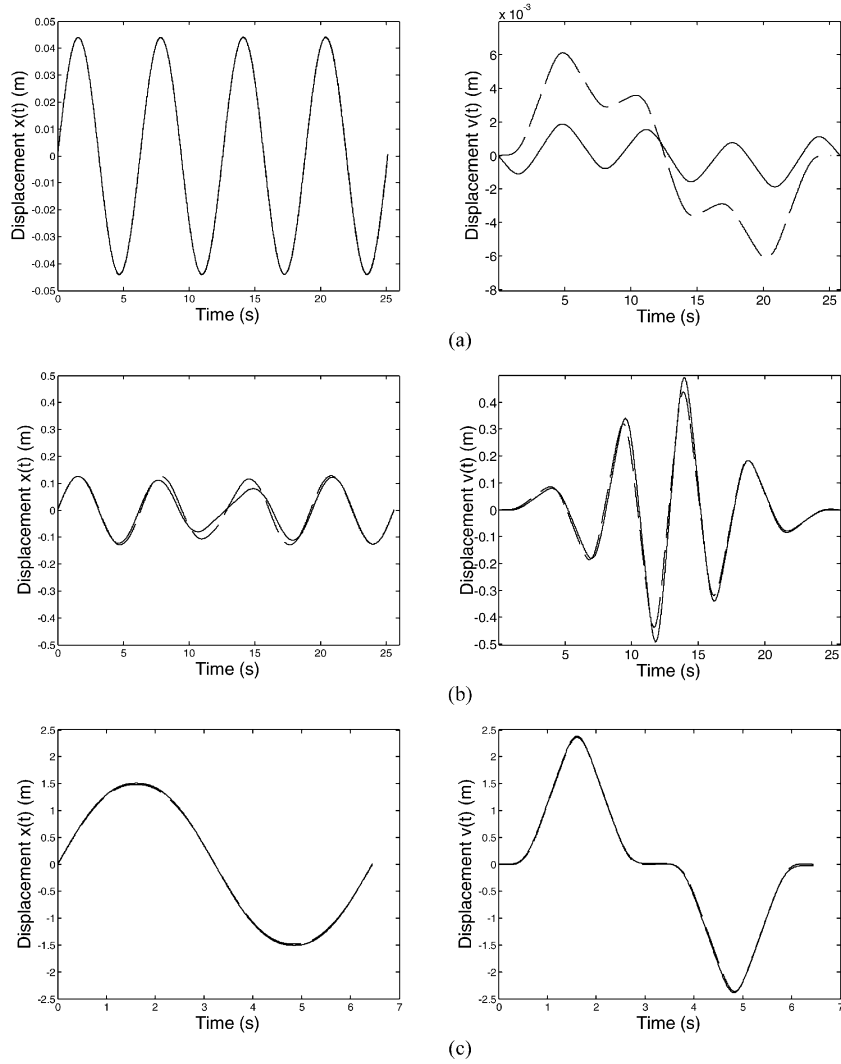 0.05
0.04
0.03
0.02
0.01
0
-0.01
-0.02
-0.03
-0.04
-0.05
Displacement x(t) (m)
0 5 10 15 20 25
Time (s)
x 10⁻³
6
4
2
0
-2
-4
-6
-8
Displacement v(t) (m)
5 10 15 20 25
Time (s)
(a)
0.5
0.4
0.3
0.2
0.1
0
-0.1
-0.2
-0.3
-0.4
-0.5
Displacement x(t) (m)
0 5 10 15 20 25
Time (s)
0.4
0.3
0.2
0.1
0
-0.1
-0.2
-0.3
-0.4
-0.5
Displacement v(t) (m)
5 10 15 20 25
Time (s)
(b)
2.5
2
1.5
1
0.5
0
-0.5
-1
-1.5
-2
-2.5
Displacement x(t) (m)
0 1 2 3 4 5 6 7
Time (s)
2.5
2
1.5
1
0.5
0
-0.5
-1
-1.5
-2
-2.5
Displacement v(t) (m)
0 1 2 3 4 5 6 7
Time (s)
(c)